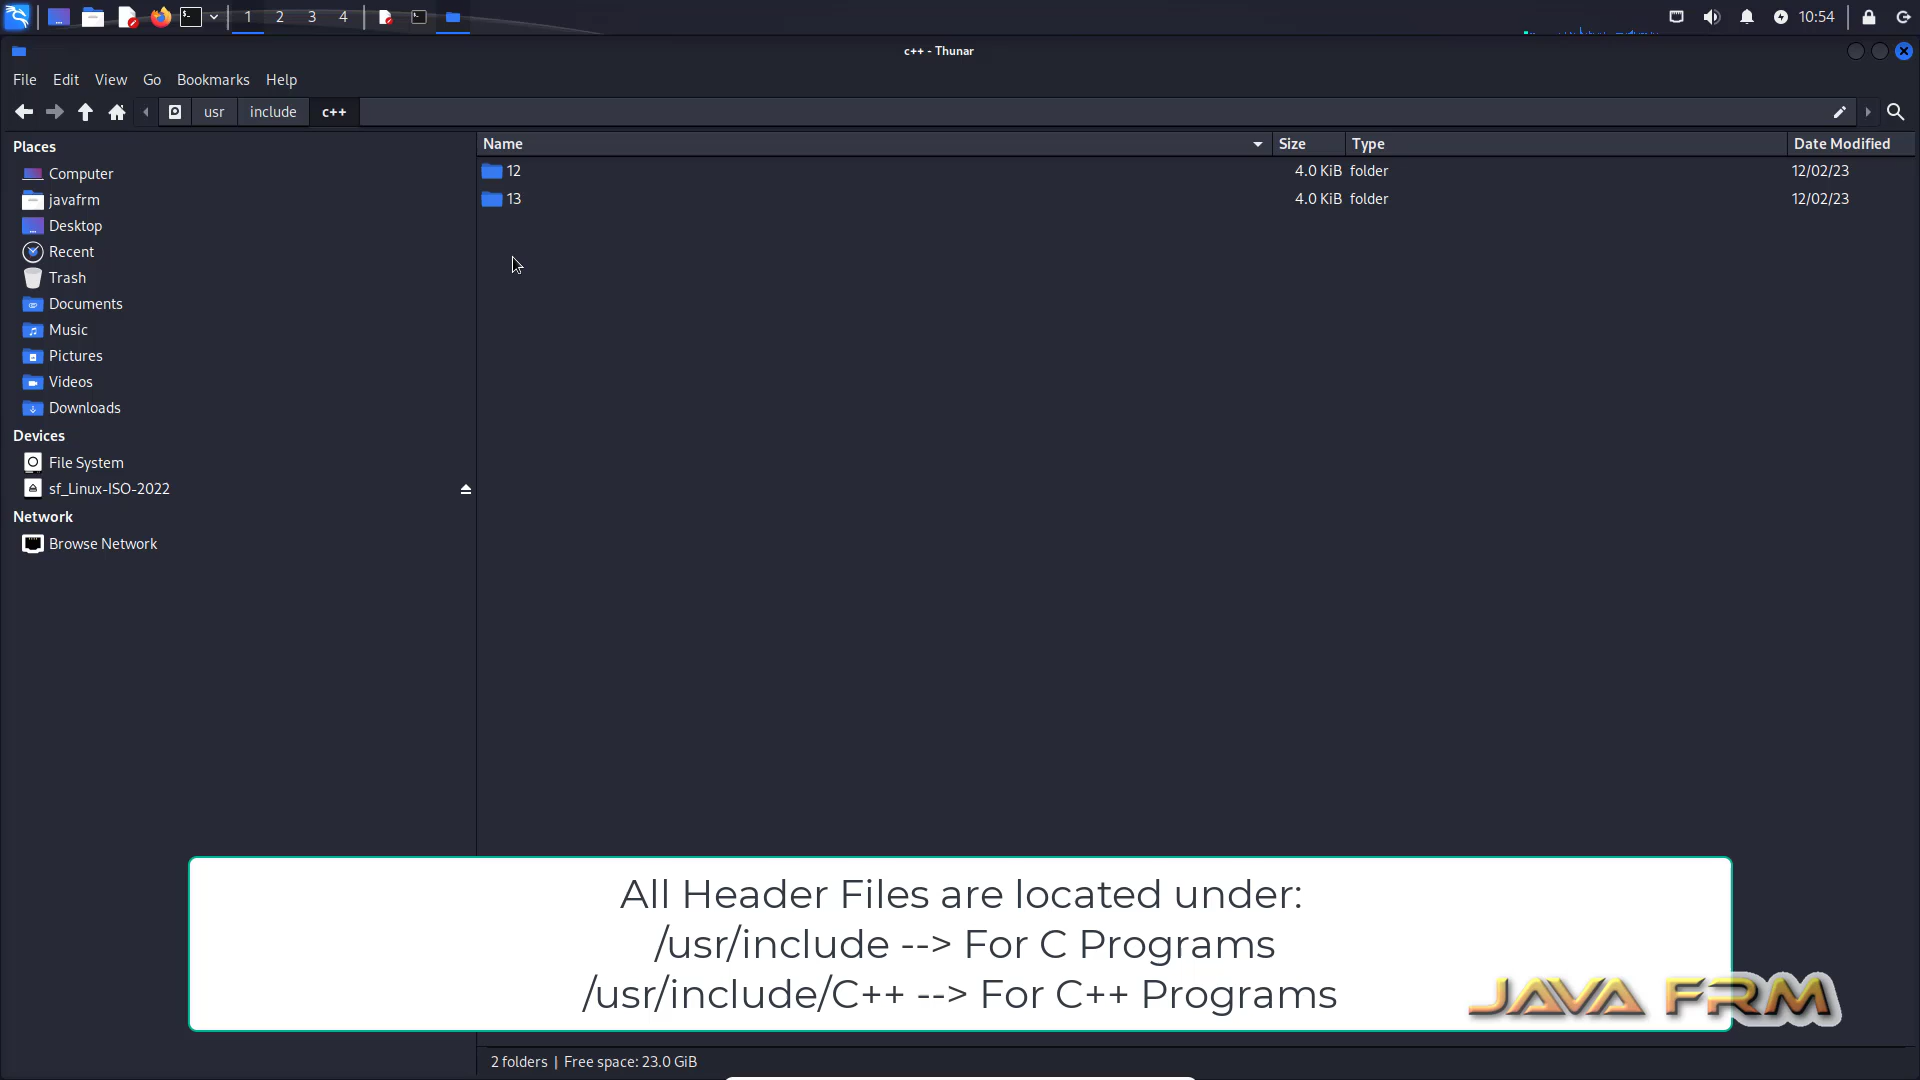 1 2 3 4 10:54
c++ - Thunar
File Edit View Go Bookmarks Help
usr include c++
Places
Computer
javafrm
Desktop
Recent
Trash
Documents
Music
Pictures
Videos
Downloads
Devices
File System
sf_Linux-ISO-2022
Network
Browse Network
Name Size Type Date Modified
12 4.0 KiB folder 12/02/23
13 4.0 KiB folder 12/02/23
All Header Files are located under:
/usr/include --> For C Programs
/usr/include/C++ --> For C++ Programs
JAVA FRM
2 folders | Free space: 23.0 GiB